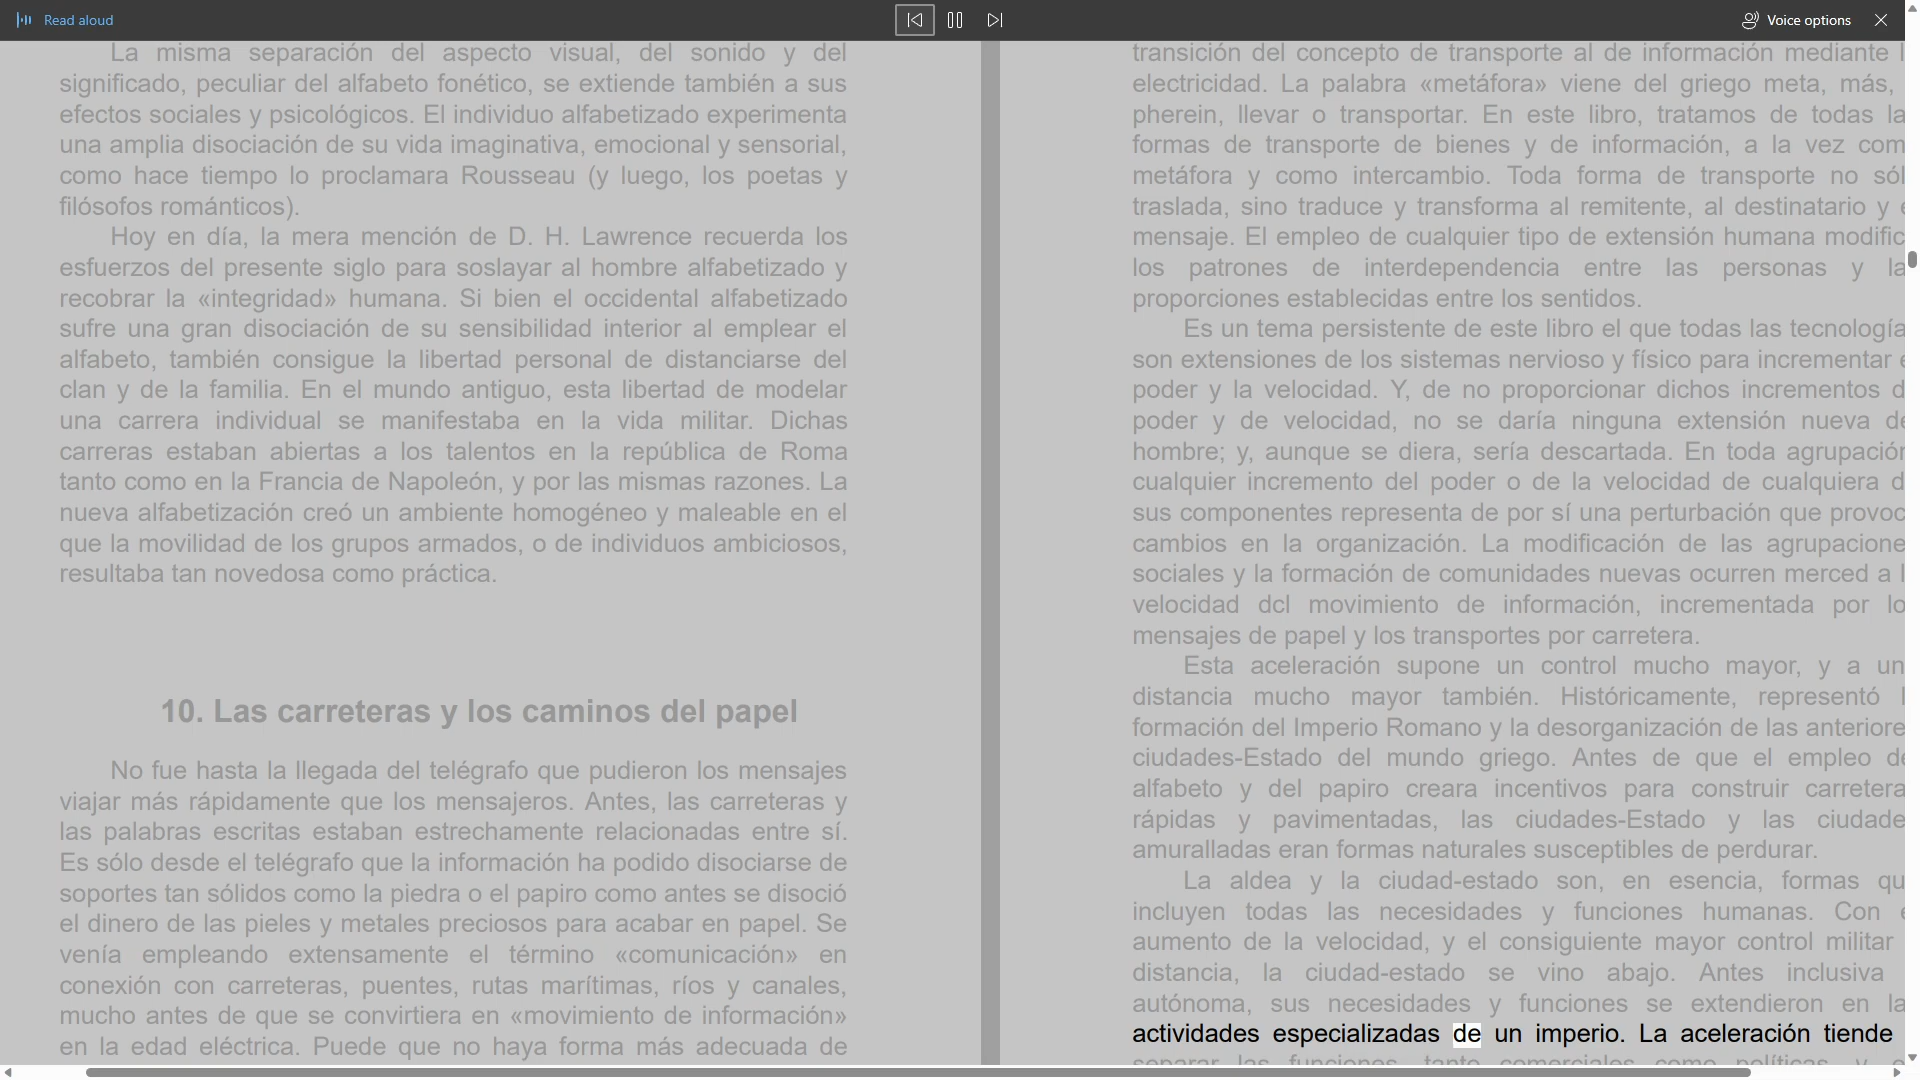 Read aloud
Voice options
La misma separación del aspecto visual, del sonido y del
significado, peculiar del alfabeto fonético, se extiende también a sus
efectos sociales y psicológicos. El individuo alfabetizado experimenta
una amplia disociación de su vida imaginativa, emocional y sensorial,
como hace tiempo lo proclamara Rousseau (y luego, los poetas y
filósofos románticos).
Hoy en día, la mera mención de D. H. Lawrence recuerda los
esfuerzos del presente siglo para soslayar al hombre alfabetizado y
recobrar la «integridad» humana. Si bien el occidental alfabetizado
sufre una gran disociación de su sensibilidad interior al emplear el
alfabeto, también consigue la libertad personal de distanciarse del
clan y de la familia. En el mundo antiguo, esta libertad de modelar
una carrera individual se manifestaba en la vida militar. Dichas
carreras estaban abiertas a los talentos en la república de Roma
tanto como en la Francia de Napoleón, y por las mismas razones. La
nueva alfabetización creó un ambiente homogéneo y maleable en el
que la movilidad de los grupos armados, o de individuos ambiciosos,
resultaba tan novedosa como práctica.
10. Las carreteras y los caminos del papel
No fue hasta la llegada del telégrafo que pudieron los mensajes
viajar más rápidamente que los mensajeros. Antes, las carreteras y
las palabras escritas estaban estrechamente relacionadas entre sí.
Es sólo desde el telégrafo que la información ha podido disociarse de
soportes tan sólidos como la piedra o el papiro como antes se disoció
el dinero de las pieles y metales preciosos para acabar en papel. Se
venía empleando extensamente el término «comunicación» en
conexión con carreteras, puentes, rutas marítimas, ríos y canales,
mucho antes de que se convirtiera en «movimiento de información»
en la edad eléctrica. Puede que no haya forma más adecuada de
transición del concepto de transporte al de información mediante
electricidad. La palabra «metáfora» viene del griego meta, más,
pherein, llevar o transportar. En este libro, tratamos de todas la
formas de transporte de bienes y de información, a la vez com
metáfora y como intercambio. Toda forma de transporte no sól
traslada, sino traduce y transforma al remitente, al destinatario y
mensaje. El empleo de cualquier tipo de extensión humana modific
los patrones de interdependencia entre las personas y la
proporciones establecidas entre los sentidos.
Es un tema persistente de este libro el que todas las tecnología
son extensiones de los sistemas nervioso y físico para incrementar
poder y la velocidad. Y, de no proporcionar dichos incrementos d
poder y de velocidad, no se daría ninguna extensión nueva de
hombre; y, aunque se diera, sería descartada. En toda agrupación
cualquier incremento del poder o de la velocidad de cualquiera d
sus componentes representa de por sí una perturbación que provoc
cambios en la organización. La modificación de las agrupacione
sociales y la formación de comunidades nuevas ocurren merced a l
velocidad dcl movimiento de información, incrementada por lo
mensajes de papel y los transportes por carretera.
Esta aceleración supone un control mucho mayor, y a un
distancia mucho mayor también. Históricamente, representó l
formación del Imperio Romano y la desorganización de las anteriore
ciudades-Estado del mundo griego. Antes de que el empleo de
alfabeto y del papiro creara incentivos para construir carretera
rápidas y pavimentadas, las ciudades-Estado y las ciudade
amuralladas eran formas naturales susceptibles de perdurar.
La aldea y la ciudad-estado son, en esencia, formas qu
incluyen todas las necesidades y funciones humanas. Con
aumento de la velocidad, y el consiguiente mayor control militar
distancia, la ciudad-estado se vino abajo. Antes inclusiva
autónoma, sus necesidades y funciones se extendieron en la
actividades especializadas de un imperio. La aceleración tiende
separar las funciones, tanto comerciales como políticas, y